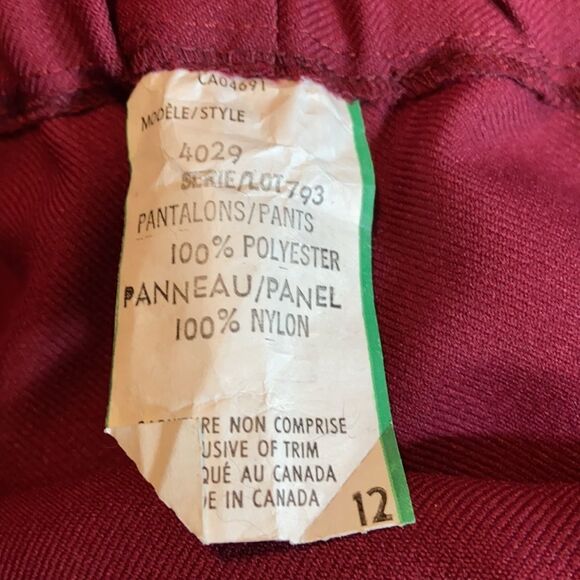 CA04691
MODÈLE/STYLE
4029
SERIE/LOT 793
PANTALONS/PANTS
100% POLYESTER
PANNEAU/PANEL
100% NYLON
RE NON COMPRISE
USIVE OF TRIM
QUÉ AU CANADA
E IN CANADA
12